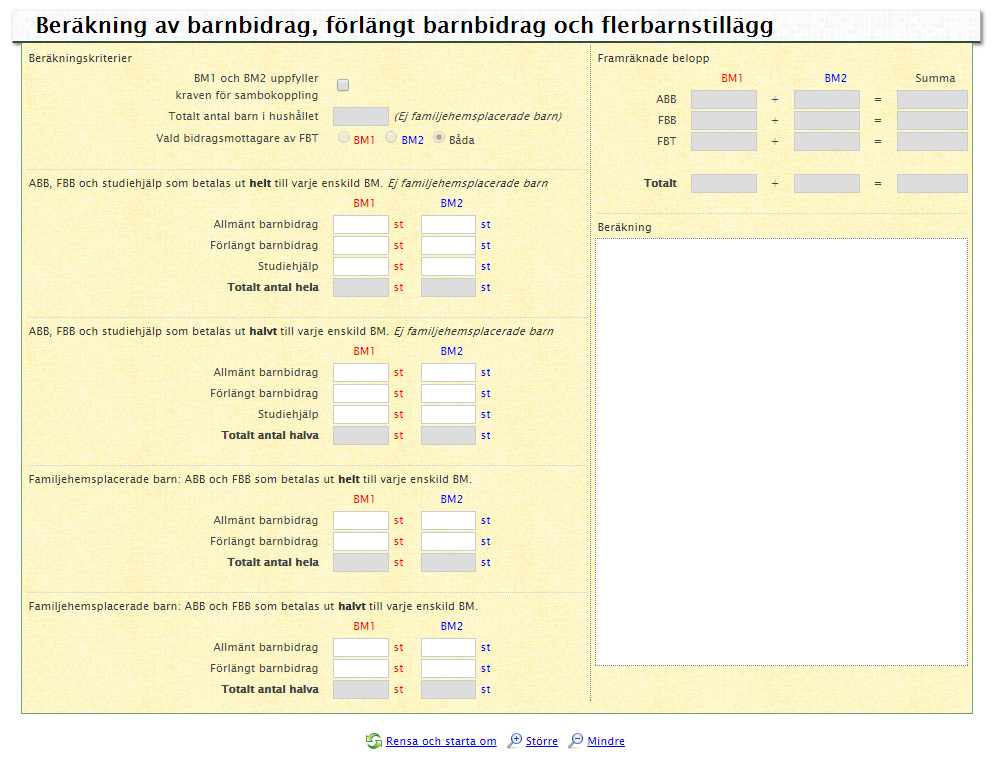 Beräkning av barnbidrag, förlängt barnbidrag och flerbarnstillägg
Beräkningskriterier
BM1 och BM2 uppfyller
kraven för sambokoppling
Totalt antal barn i hushållet (Ej familjehemsplacerade barn)
Vald bidragsmottagare av FBT BM1 BM2 Båda
ABB, FBB och studiehjälp som betalas ut helt till varje enskild BM. Ej familjehemsplacerade barn
BM1 BM2
Allmänt barnbidrag st st
Förlängt barnbidrag st st
Studiehjälp st st
Totalt antal hela st st
ABB, FBB och studiehjälp som betalas ut halvt till varje enskild BM. Ej familjehemsplacerade barn
BM1 BM2
Allmänt barnbidrag st st
Förlängt barnbidrag st st
Studiehjälp st st
Totalt antal halva st st
Familjehemsplacerade barn: ABB och FBB som betalas ut helt till varje enskild BM.
BM1 BM2
Allmänt barnbidrag st st
Förlängt barnbidrag st st
Totalt antal hela st st
Familjehemsplacerade barn: ABB och FBB som betalas ut halvt till varje enskild BM.
BM1 BM2
Allmänt barnbidrag st st
Förlängt barnbidrag st st
Totalt antal halva st st
Framräknade belopp
BM1 BM2 Summa
ABB + =
FBB + =
FBT + =
Totalt + =
Beräkning
Rensa och starta om Större Mindre